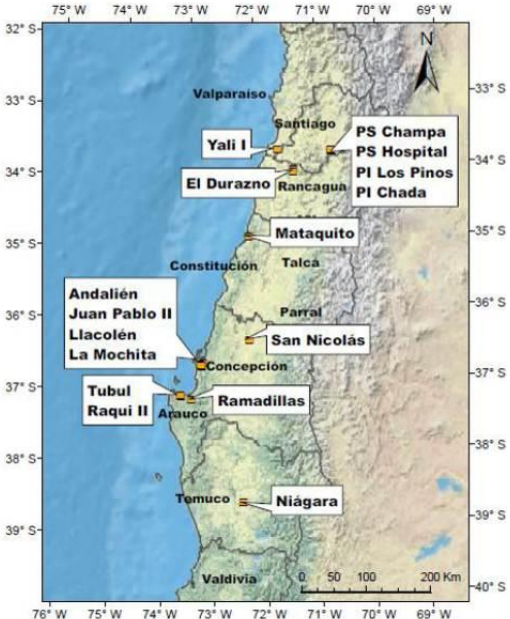 75° W 74° W 73° W 72° W 71° W 70° W 69° W 68° W 67° W
32° S
N
33° S
33° S
Valparaíso
Santiago
Yali I
PS Champa
PS Hospital
PI Los Pinos
PI Chada
34° S
34° S
El Durazno
Rancagua
35° S
35° S
Mataquito
Constitución
Talca
36° S
36° S
Parral
Andalién
Juan Pablo II
Llacolén
La Mochita
San Nicolás
37° S
37° S
Concepción
Tubul
Raqui II
Ramadillas
Arauco
38° S
38° S
Temuco
Niágara
39° S
39° S
Valdivia
0 50 100 200 Km
40° S
76° W 75° W 74° W 73° W 72° W 71° W 70° W 69° W